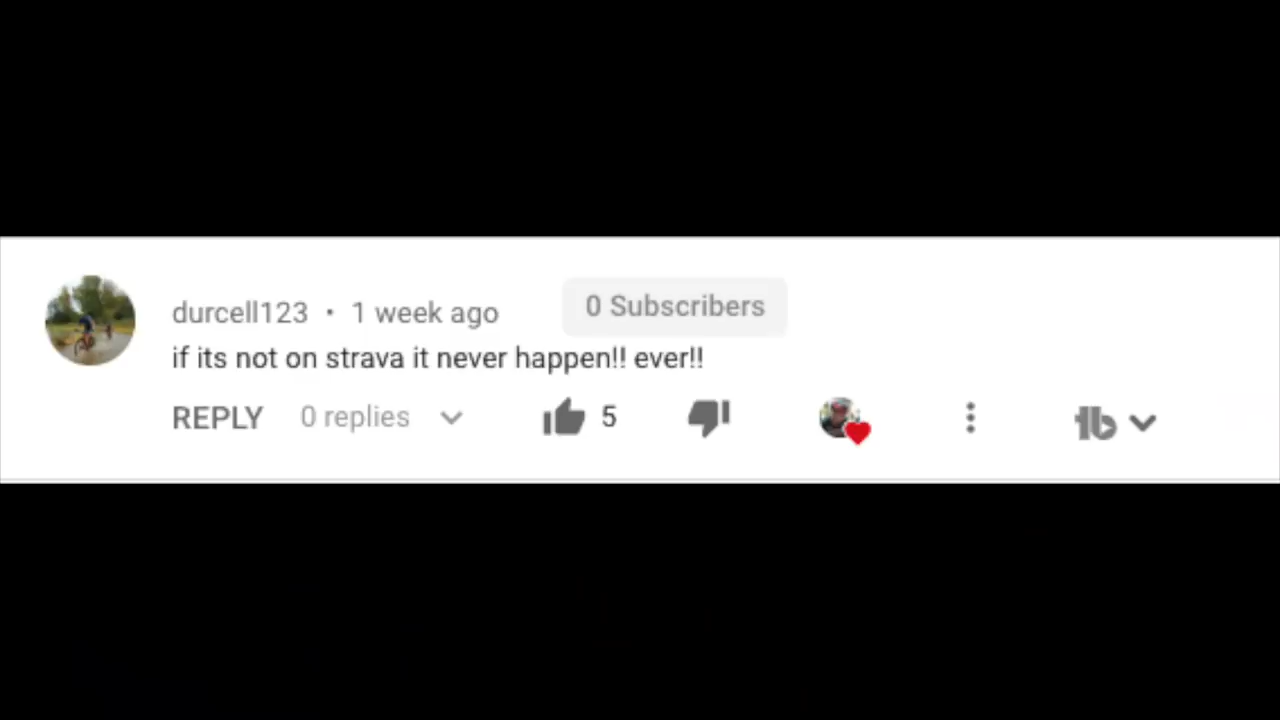 durcell123 • 1 week ago 0 Subscribers
if its not on strava it never happen!! ever!!
REPLY 0 replies 5
tb